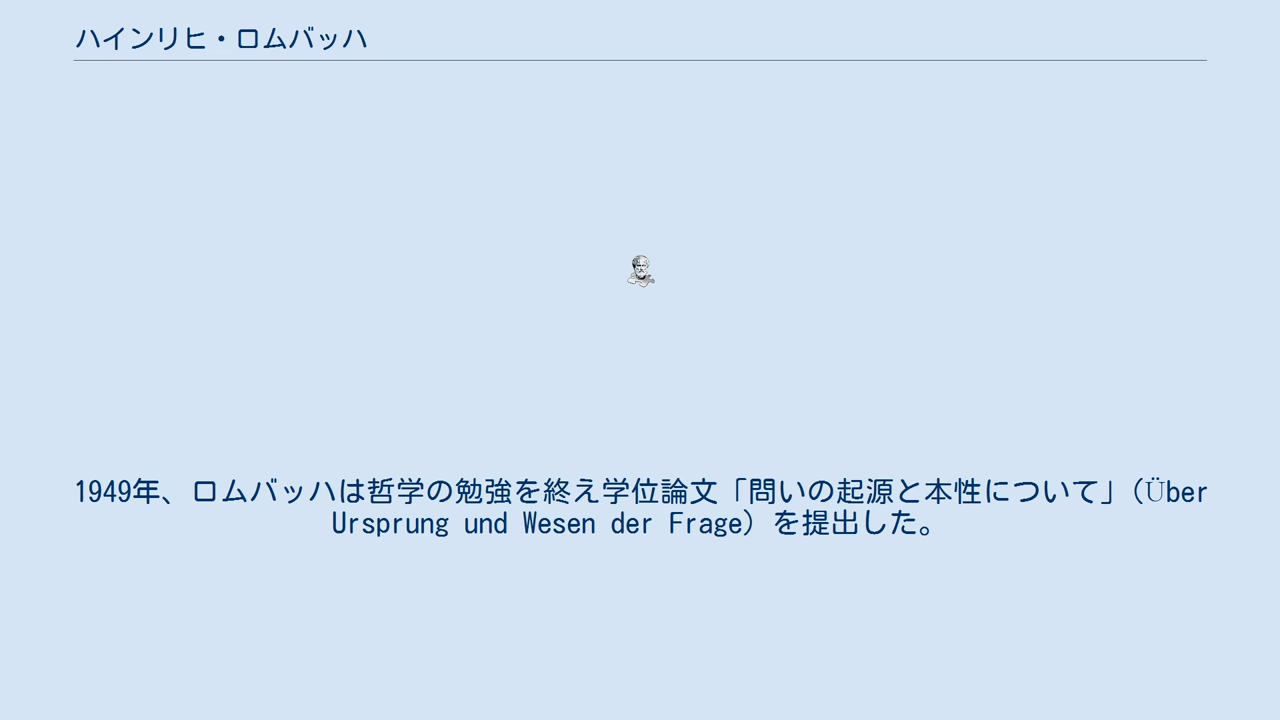 ハインリヒ・ロムバッハ
1949年、ロムバッハは哲学の勉強を終え学位論文「問いの起源と本性について」（Über
Ursprung und Wesen der Frage）を提出した。